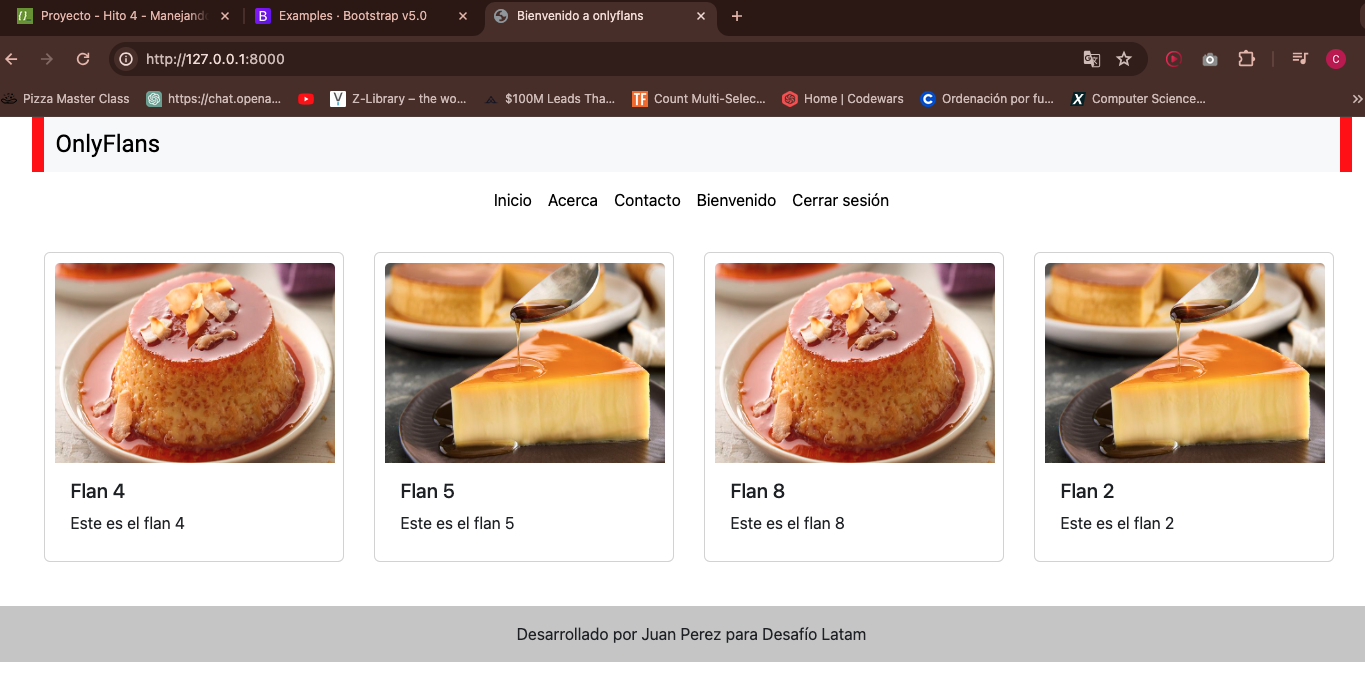 Proyecto - Hito 4 - Manejand
B Examples · Bootstrap v5.0
Bienvenido a onlyflans
http://127.0.0.1:8000
C
Pizza Master Class
https://chat.opena...
Z-Library – the wo...
$100M Leads Tha...
TF Count Multi-Selec...
Home | Codewars
C Ordenación por fu...
X Computer Science...
OnlyFlans
Inicio Acerca Contacto Bienvenido Cerrar sesión
Flan 4
Este es el flan 4
Flan 5
Este es el flan 5
Flan 8
Este es el flan 8
Flan 2
Este es el flan 2
Desarrollado por Juan Perez para Desafío Latam